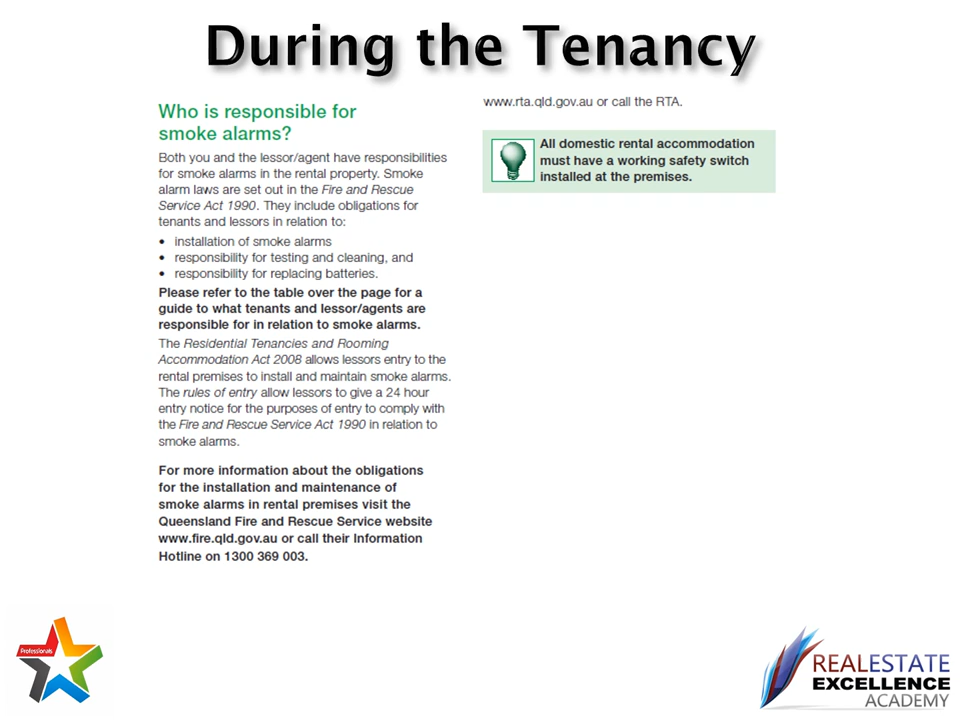 During the Tenancy
Who is responsible for
smoke alarms?
Both you and the lessor/agent have responsibilities
for smoke alarms in the rental property. Smoke
alarm laws are set out in the Fire and Rescue
Service Act 1990. They include obligations for
tenants and lessors in relation to:
• installation of smoke alarms
• responsibility for testing and cleaning, and
• responsibility for replacing batteries.
Please refer to the table over the page for a
guide to what tenants and lessor/agents are
responsible for in relation to smoke alarms.
The Residential Tenancies and Rooming
Accommodation Act 2008 allows lessors entry to the
rental premises to install and maintain smoke alarms.
The rules of entry allow lessors to give a 24 hour
entry notice for the purposes of entry to comply with
the Fire and Rescue Service Act 1990 in relation to
smoke alarms.
For more information about the obligations
for the installation and maintenance of
smoke alarms in rental premises visit the
Queensland Fire and Rescue Service website
www.fire.qld.gov.au or call their Information
Hotline on 1300 369 003.
www.rta.qld.gov.au or call the RTA.
All domestic rental accommodation
must have a working safety switch
installed at the premises.
Professionals
REALESTATE
EXCELLENCE
ACADEMY